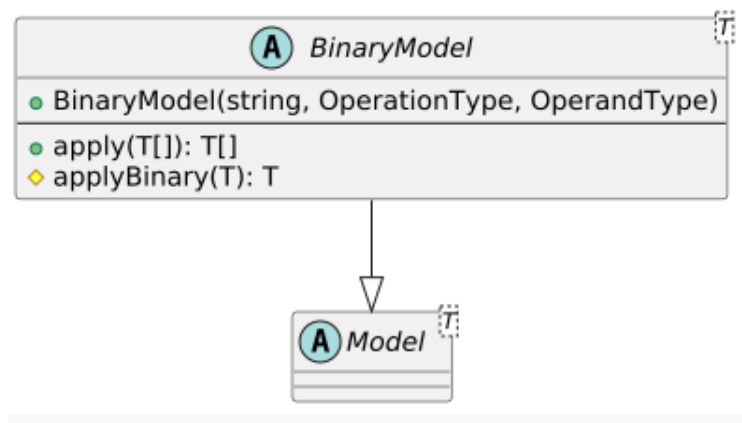 T
A BinaryModel
BinaryModel(string, OperationType, OperandType)
apply(T[]): T[]
applyBinary(T): T
T
A Model